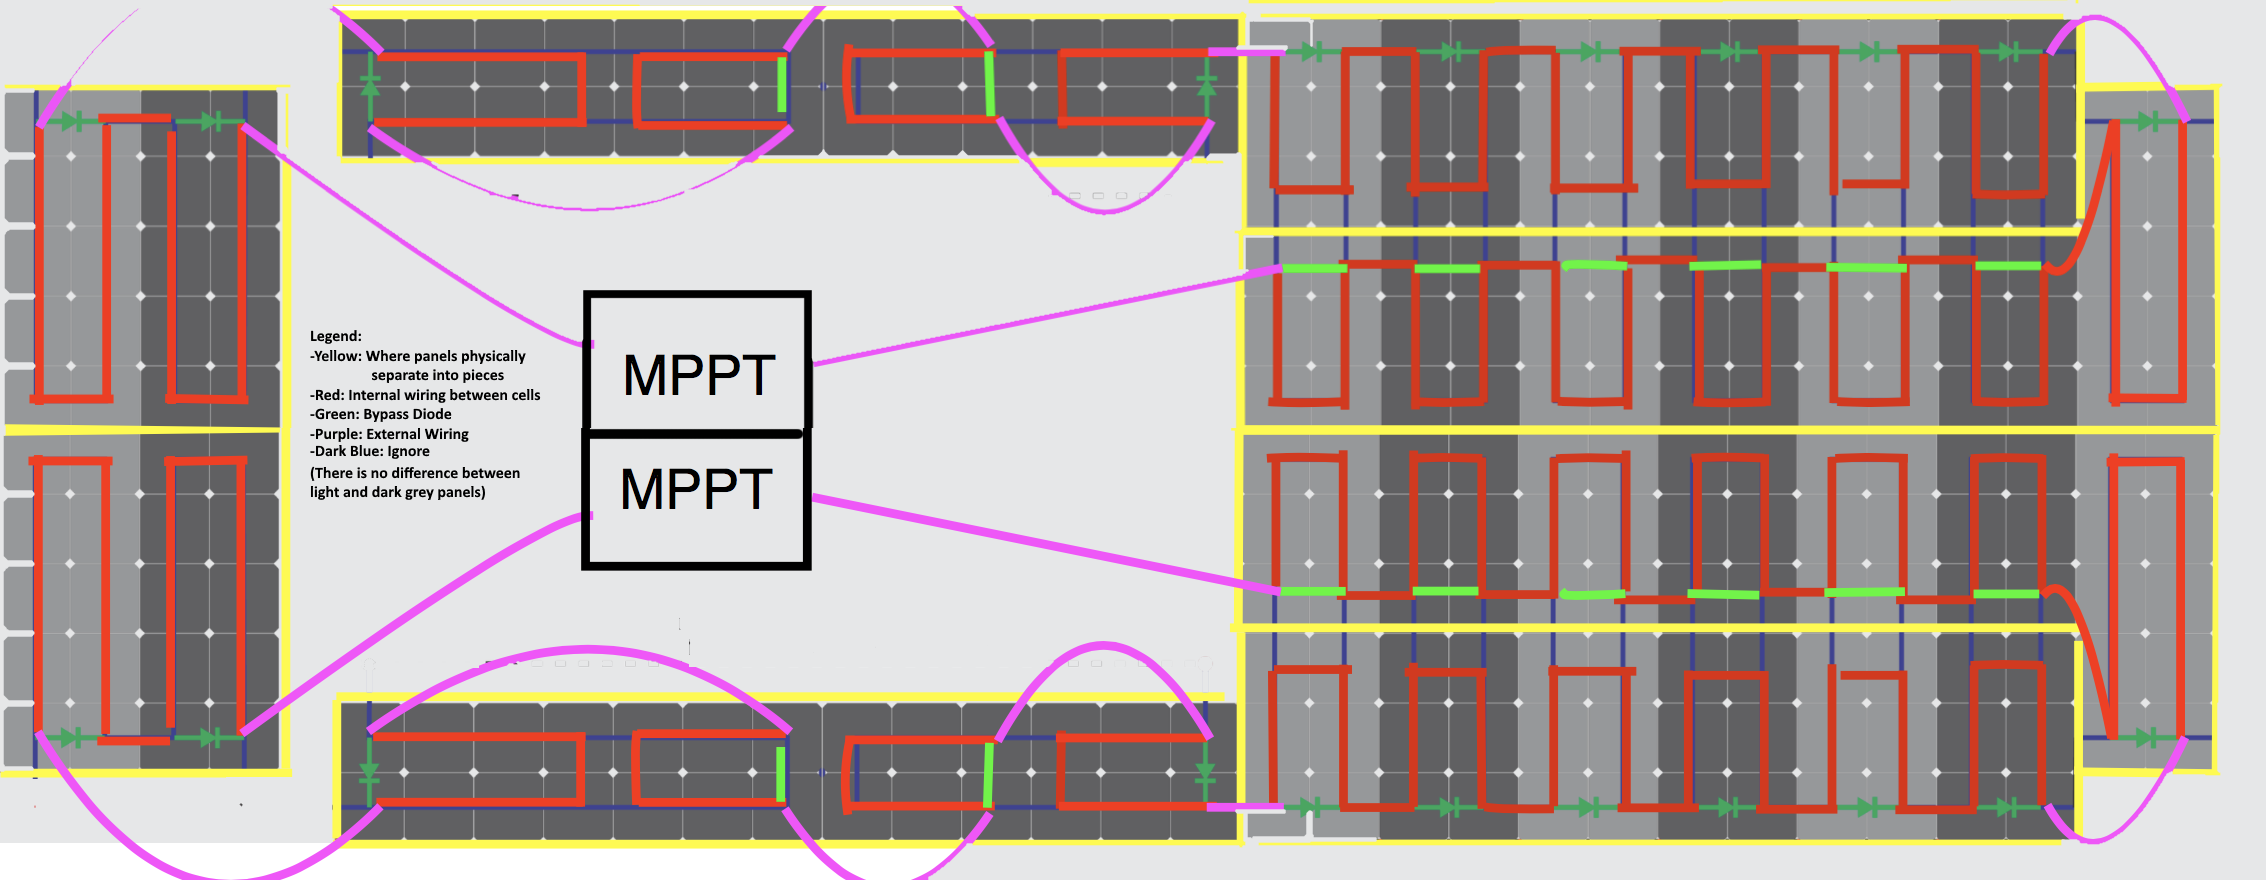 Legend:
-Yellow: Where panels physically
separate into pieces
-Red: Internal wiring between cells
-Green: Bypass Diode
-Purple: External Wiring
-Dark Blue: Ignore
(There is no difference between
light and dark grey panels)
MPPT
MPPT